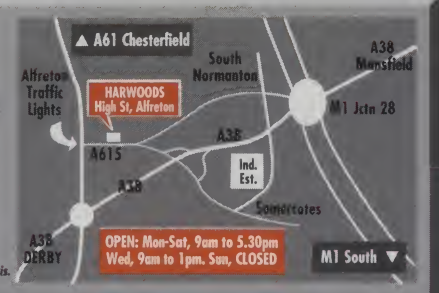 ▲ A61 Chesterfield
A38
Mansfield
South
Normanton
Alfreton
Traffic
Lights
HARWOODS
High St, Alfreton
M1 Jctn 28
A38
A615
Ind.
Est.
A38
Somercotes
A38
DERBY
OPEN: Mon-Sat, 9am to 5.30pm
Wed, 9am to 1pm. Sun, CLOSED
M1 South ▼
is.